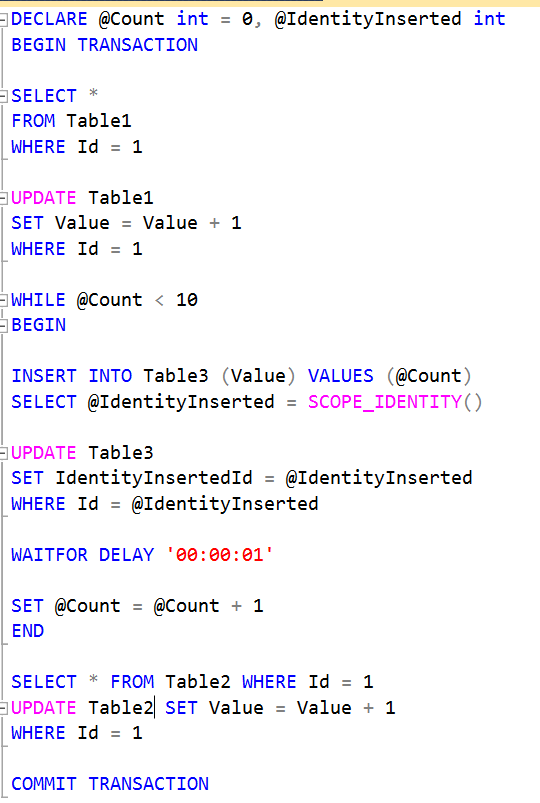 DECLARE @Count int = 0, @IdentityInserted int
BEGIN TRANSACTION
SELECT *
FROM Table1
WHERE Id = 1
UPDATE Table1
SET Value = Value + 1
WHERE Id = 1
WHILE @Count < 10
BEGIN
INSERT INTO Table3 (Value) VALUES (@Count)
SELECT @IdentityInserted = SCOPE_IDENTITY()
UPDATE Table3
SET IdentityInsertedId = @IdentityInserted
WHERE Id = @IdentityInserted
WAITFOR DELAY '00:00:01'
SET @Count = @Count + 1
END
SELECT * FROM Table2 WHERE Id = 1
UPDATE Table2 SET Value = Value + 1
WHERE Id = 1
COMMIT TRANSACTION